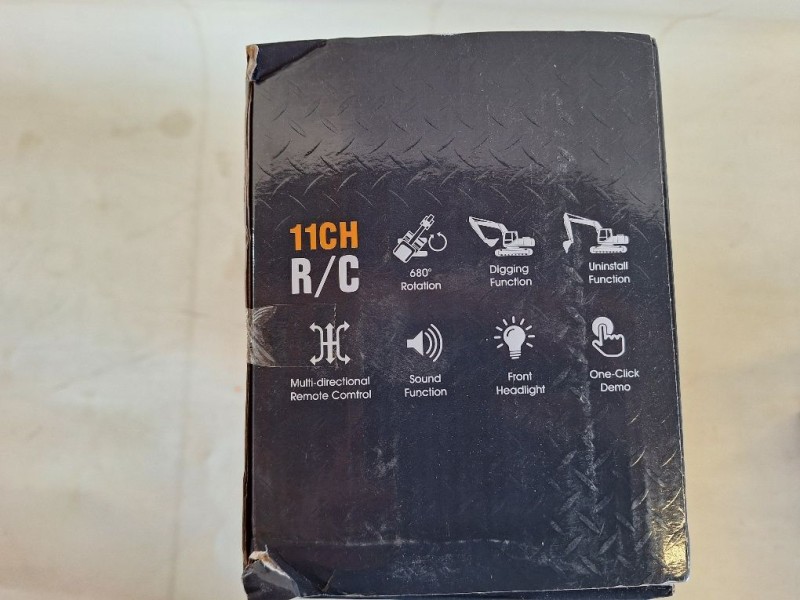 11CH
R/C
680°
Rotation
Digging
Function
Uninstall
Function
Multi-directional
Remote Comtrol
Sound
Function
Front
Headlight
One-Click
Demo